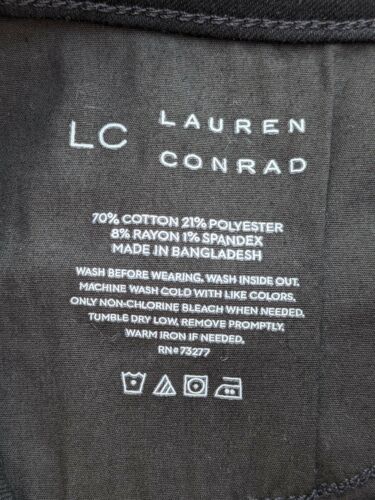 LC LAUREN
CONRAD
70% COTTON 21% POLYESTER
8% RAYON 1% SPANDEX
MADE IN BANGLADESH
WASH BEFORE WEARING, WASH INSIDE OUT,
MACHINE WASH COLD WITH LIKE COLORS,
ONLY NON-CHLORINE BLEACH WHEN NEEDED,
TUMBLE DRY LOW, REMOVE PROMPTLY,
WARM IRON IF NEEDED.
RN# 73277